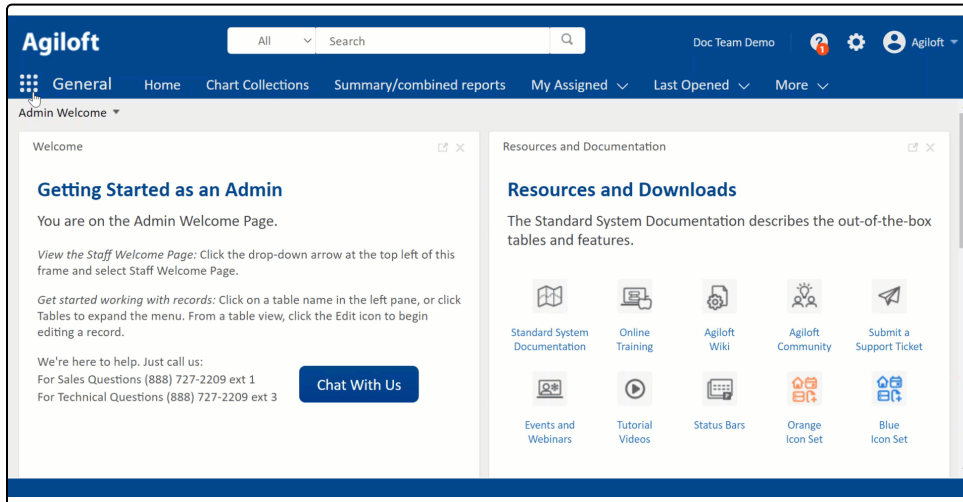 Agiloft
All
Search
Doc Team Demo
1
Agiloft
General
Home
Chart Collections
Summary/combined reports
My Assigned
Last Opened
More
Admin Welcome
Welcome
Getting Started as an Admin
You are on the Admin Welcome Page.
View the Staff Welcome Page: Click the drop-down arrow at the top left of this
frame and select Staff Welcome Page.
Get started working with records: Click on a table name in the left pane, or click
Tables to expand the menu. From a table view, click the Edit icon to begin
editing a record.
We're here to help. Just call us:
For Sales Questions (888) 727-2209 ext 1
For Technical Questions (888) 727-2209 ext 3
Chat With Us
Resources and Documentation
Resources and Downloads
The Standard System Documentation describes the out-of-the-box
tables and features.
Standard System
Documentation
Online
Training
Agiloft
Wiki
Agiloft
Community
Submit a
Support Ticket
Events and
Webinars
Tutorial
Videos
Status Bars
Orange
Icon Set
Blue
Icon Set